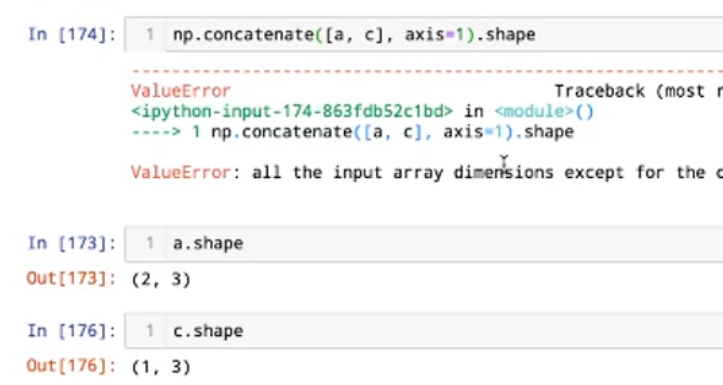 In [174]: 1 np.concatenate([a, c], axis=1).shape
---------------------------------------------------------------------------
ValueError Traceback (most r
<ipython-input-174-863fdb52c1bd> in <module>()
----> 1 np.concatenate([a, c], axis=1).shape
ValueError: all the input array dimensions except for the c
In [173]: 1 a.shape
Out[173]: (2, 3)
In [176]: 1 c.shape
Out[176]: (1, 3)